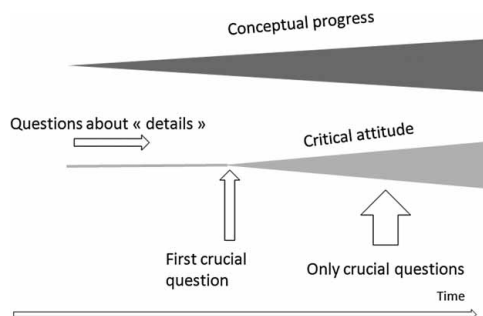 Conceptual progress
Questions about « details »
Critical attitude
First crucial
question
Only crucial questions
Time